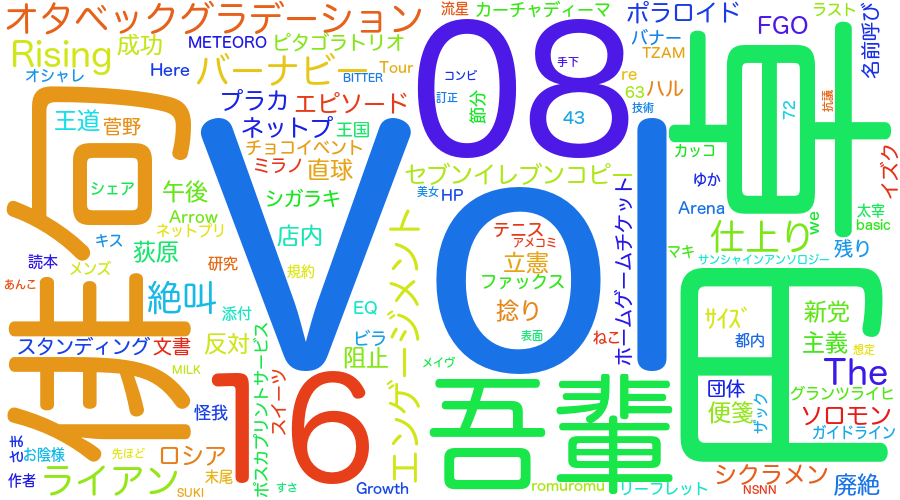 オタベックグラデーション
流星
カーチャディーマ
ポラロイド
FGO
ラスト
名前呼び
Rising
成功
METEORO
ピタゴラトリオ
バナー
TZAM
オシャレ
Here
バーナビー
BITTER
Tour
08
コンビ
手下
re
63
ハル
プラカ
エピソード
訂正
節分
43
技術
72
抗議
王道
菅野
ネットプ
王国
チョコイベント
俳句
Vol
カッコ
イズク
ミラノ
直球
セブンイレブンコピー
シェア
午後
シガラキ
美女
HP
ゆか
Arrow
ネットプリ
Arena
太宰
basic
we
キス
荻原
店内
テニス
アメコミ
仕上り
残り
読本
メンズ
研究
規約
立憲
マキ
サンシャインアンソロジー
あんこ
ファックス
ホームゲームチケット
絶叫
添付
EQ
エンゲージメント
捻り
サイズ
新党
スタンディング
文書
反対
ビラ
阻止
表面
ねこ
都内
主義
想定
MILK
メイヴ
The
16
吾輩
団体
グランツライヒ
怪我
スイーツ
ポスカプリントサービス
便箋
ザック
ソロモン
ガイドライン
さま
お陰様
先ほど
ロシア
作者
ライアン
末尾
SUKI
すさ
Growth
romuromu
リーフレット
シクラメン
NSNN
廃絶